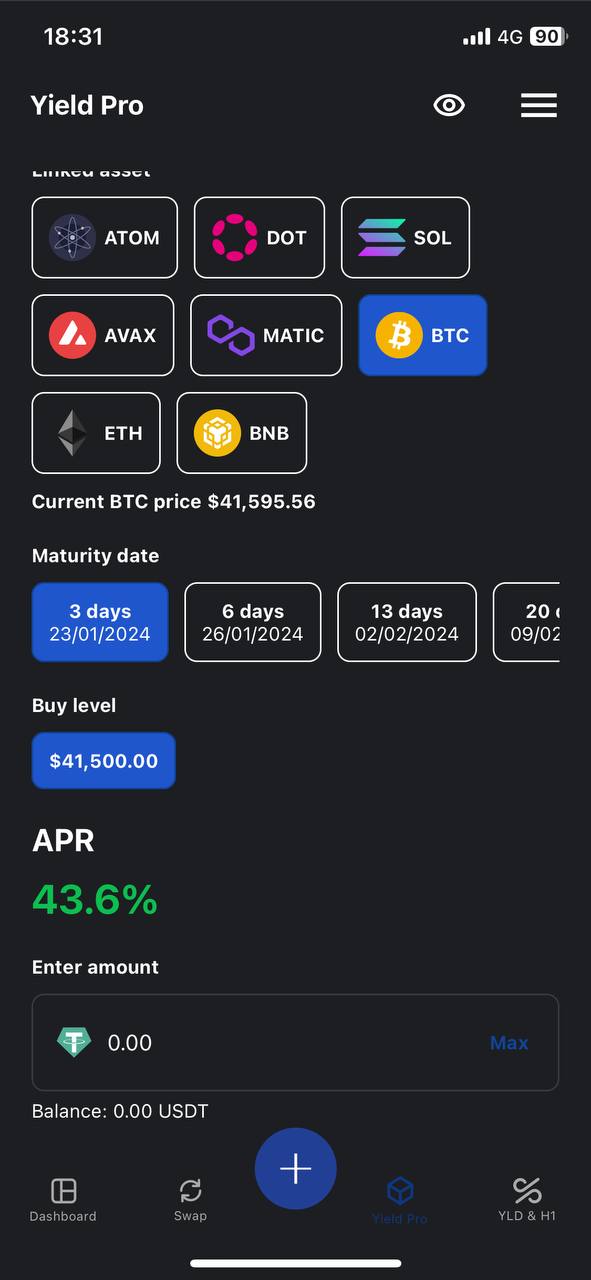 18:31
4G
90
Yield Pro
Linked asset
ATOM
DOT
SOL
AVAX
MATIC
BTC
ETH
BNB
Current BTC price $41,595.56
Maturity date
3 days
23/01/2024
6 days
26/01/2024
13 days
02/02/2024
20
09/02
Buy level
$41,500.00
APR
43.6%
Enter amount
0.00
Max
Balance: 0.00 USDT
Dashboard
Swap
Yield Pro
YLD & H1